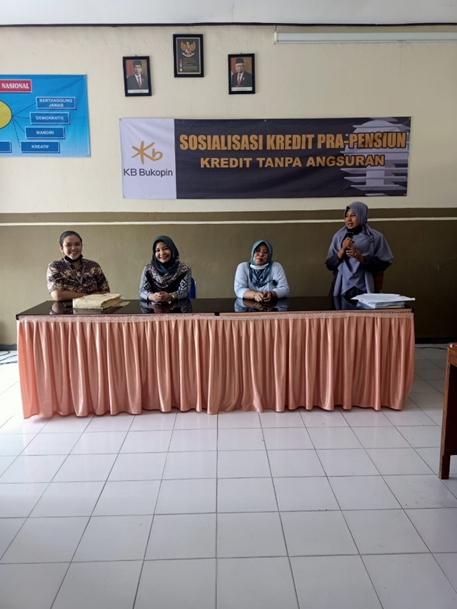 NASIONAL
BERTANGGUNG
JAWAB
DEMOKRATIS
MANDIRI
KREATIF
KB Bukopin
SOSIALISASI KREDIT PRA-PENSIUN
KREDIT TANPA ANGSURAN